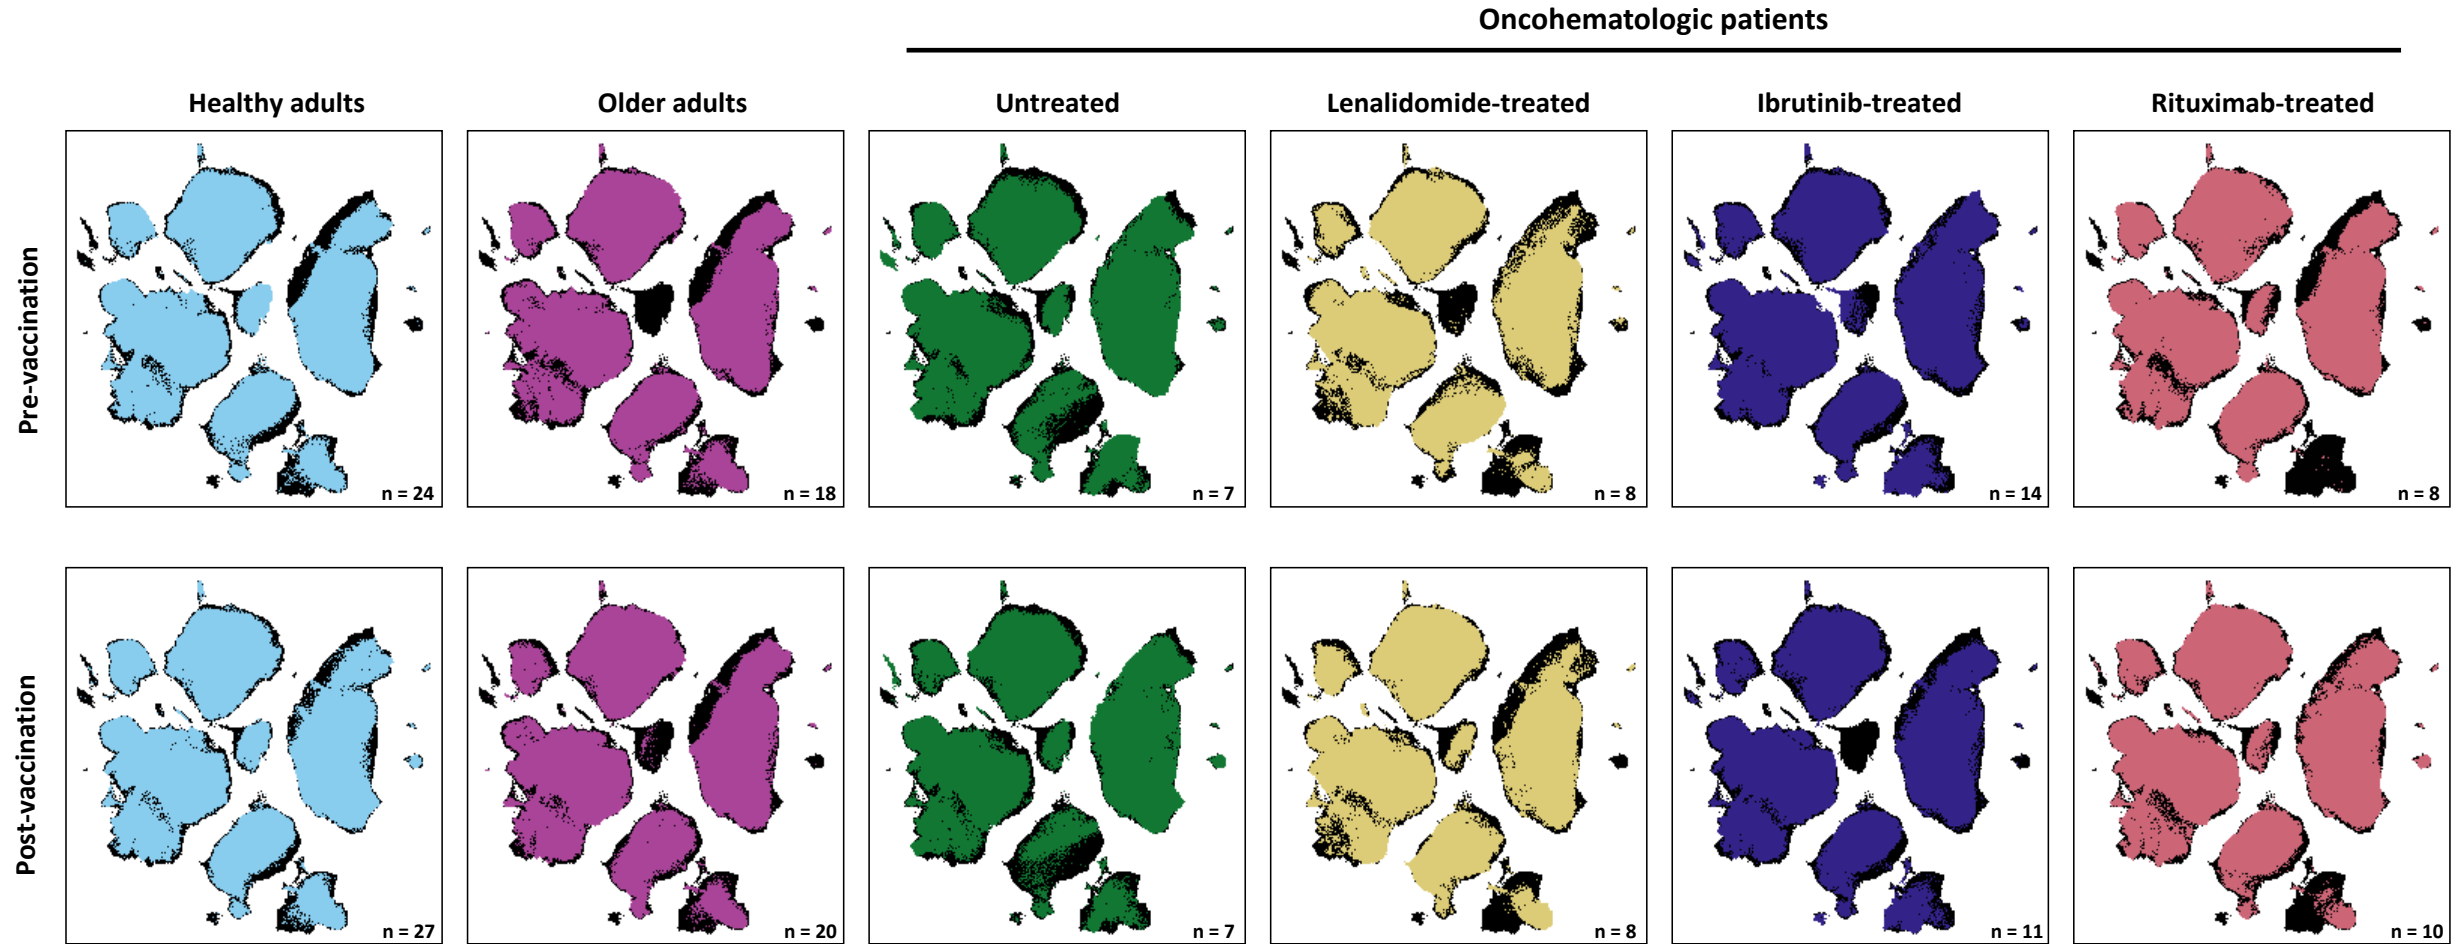 Oncohematologic patients
Healthy adults
Older adults
Untreated
Lenalidomide-treated
Ibrutinib-treated
Rituximab-treated
Pre-vaccination
n = 24
n = 18
n = 7
n = 8
n = 14
n = 8
Post-vaccination
n = 27
n = 20
n = 7
n = 8
n = 11
n = 10